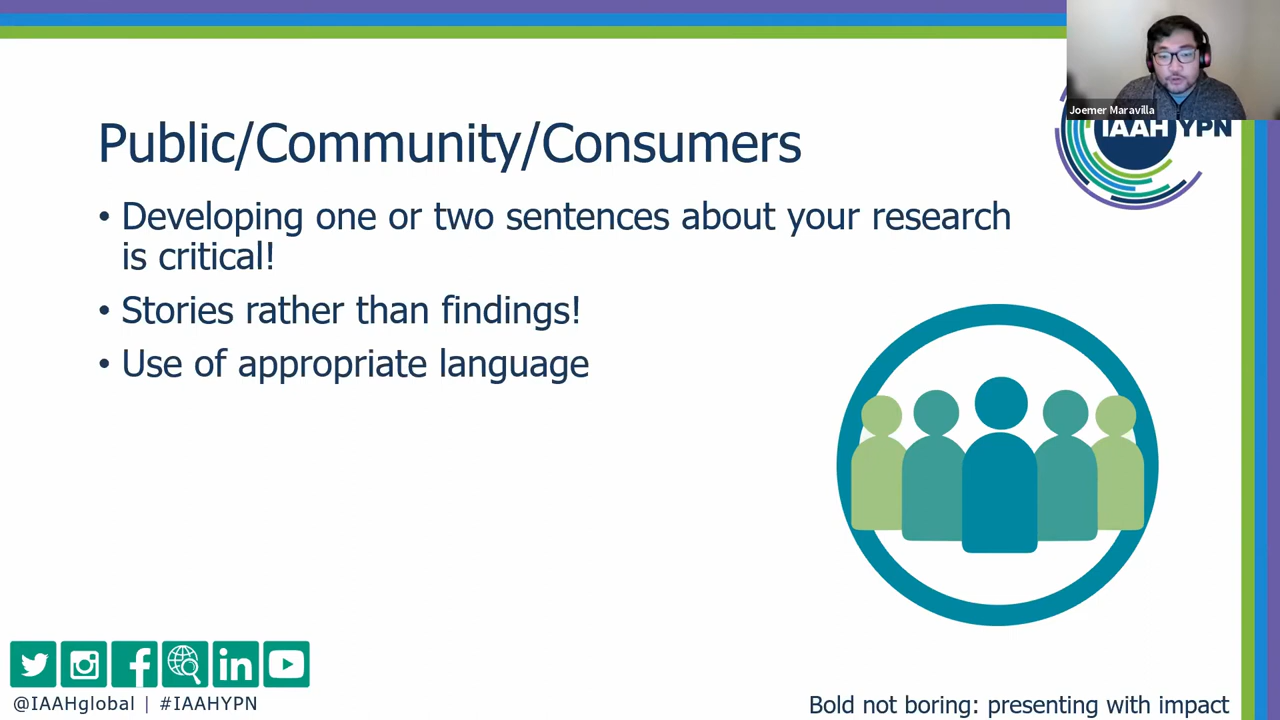 Joemer Maravilla
IAAH YPN
Public/Community/Consumers
• Developing one or two sentences about your research
is critical!
• Stories rather than findings!
• Use of appropriate language
@IAAHglobal | #IAAHYPN
Bold not boring: presenting with impact